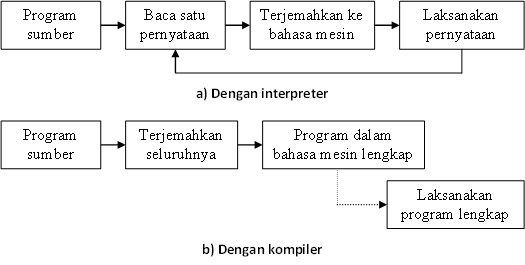 Program
sumber
Baca satu
pernyataan
Terjemahkan ke
bahasa mesin
Laksanakan
pernyataan
a) Dengan interpreter
Program
sumber
Terjemahkan
seluruhnya
Program dalam
bahasa mesin lengkap
Laksanakan
program lengkap
b) Dengan kompiler